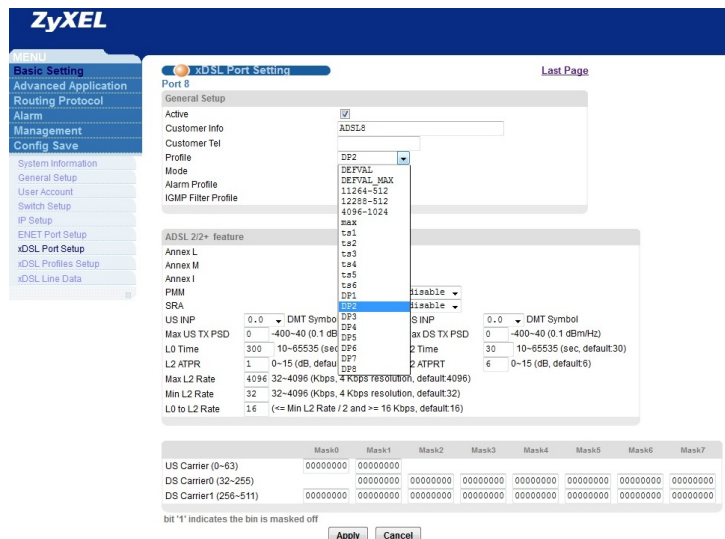 ZyXEL
MENU
Basic Setting
Advanced Application
Routing Protocol
Alarm
Management
Config Save
System Information
General Setup
User Account
Switch Setup
IP Setup
ENET Port Setup
xDSL Port Setup
xDSL Profiles Setup
xDSL Line Data
xDSL Port Setting Last Page
Port 8
General Setup
Active
Customer Info ADSL8
Customer Tel
Profile DP2
Mode
Alarm Profile
IGMP Filter Profile
DEFVAL
DEFVAL_MAX
11264-512
12288-512
4096-1024
max
ts1
ts2
ts3
ts4
ts5
ts6
DP1
DP2
DP3
DP4
DP5
DP6
DP7
DP8
ADSL 2/2+ feature
Annex L
Annex M
Annex I
PMM disable
SRA disable
US INP 0.0 DMT Symbo S INP 0.0 DMT Symbol
Max US TX PSD 0 -400~40 (0.1 dB ax DS TX PSD 0 -400~40 (0.1 dBm/Hz)
L0 Time 300 10~65535 (sec 2 Time 30 10~65535 (sec, default:30)
L2 ATPR 1 0~15 (dB, defau 2 ATPRT 6 0~15 (dB, default:6)
Max L2 Rate 4096 32~4096 (Kbps, 4 Kbps resolution, default:4096)
Min L2 Rate 32 32~4096 (Kbps, 4 Kbps resolution, default:32)
L0 to L2 Rate 16 (<= Min L2 Rate / 2 and >= 16 Kbps, default:16)
Mask0 Mask1 Mask2 Mask3 Mask4 Mask5 Mask6 Mask7
US Carrier (0~63) 00000000 00000000
DS Carrier0 (32~255) 00000000 00000000 00000000 00000000 00000000 00000000 00000000
DS Carrier1 (256~511) 00000000 00000000 00000000 00000000 00000000 00000000 00000000 00000000
bit '1' indicates the bin is masked off
Apply Cancel